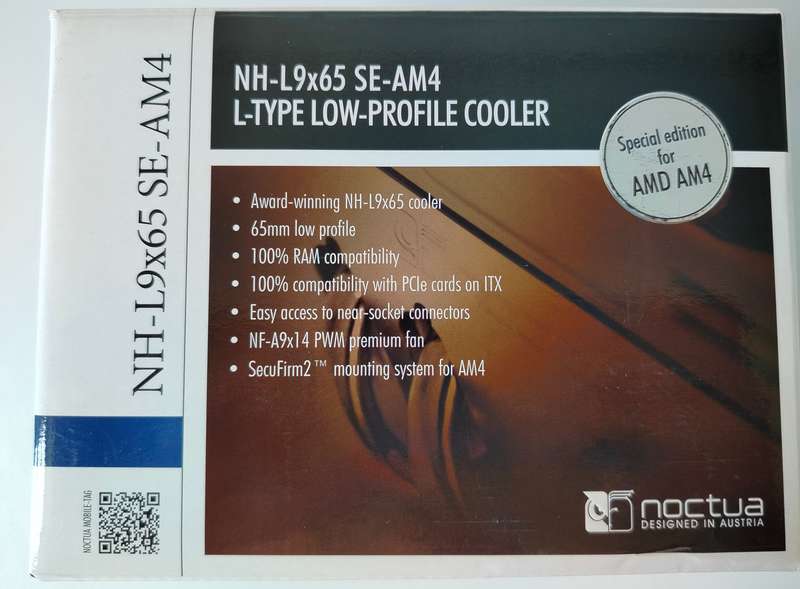 NH-L9x65 SE-AM4
NOCTUA MOBILE-TAG
NH-L9x65 SE-AM4
L-TYPE LOW-PROFILE COOLER
Special edition
for
AMD AM4
• Award-winning NH-L9x65 cooler
• 65mm low profile
• 100% RAM compatibility
• 100% compatibility with PCIe cards on ITX
• Easy access to near-socket connectors
• NF-A9x14 PWM premium fan
• SecuFirm2™ mounting system for AM4
noctua
DESIGNED IN AUSTRIA